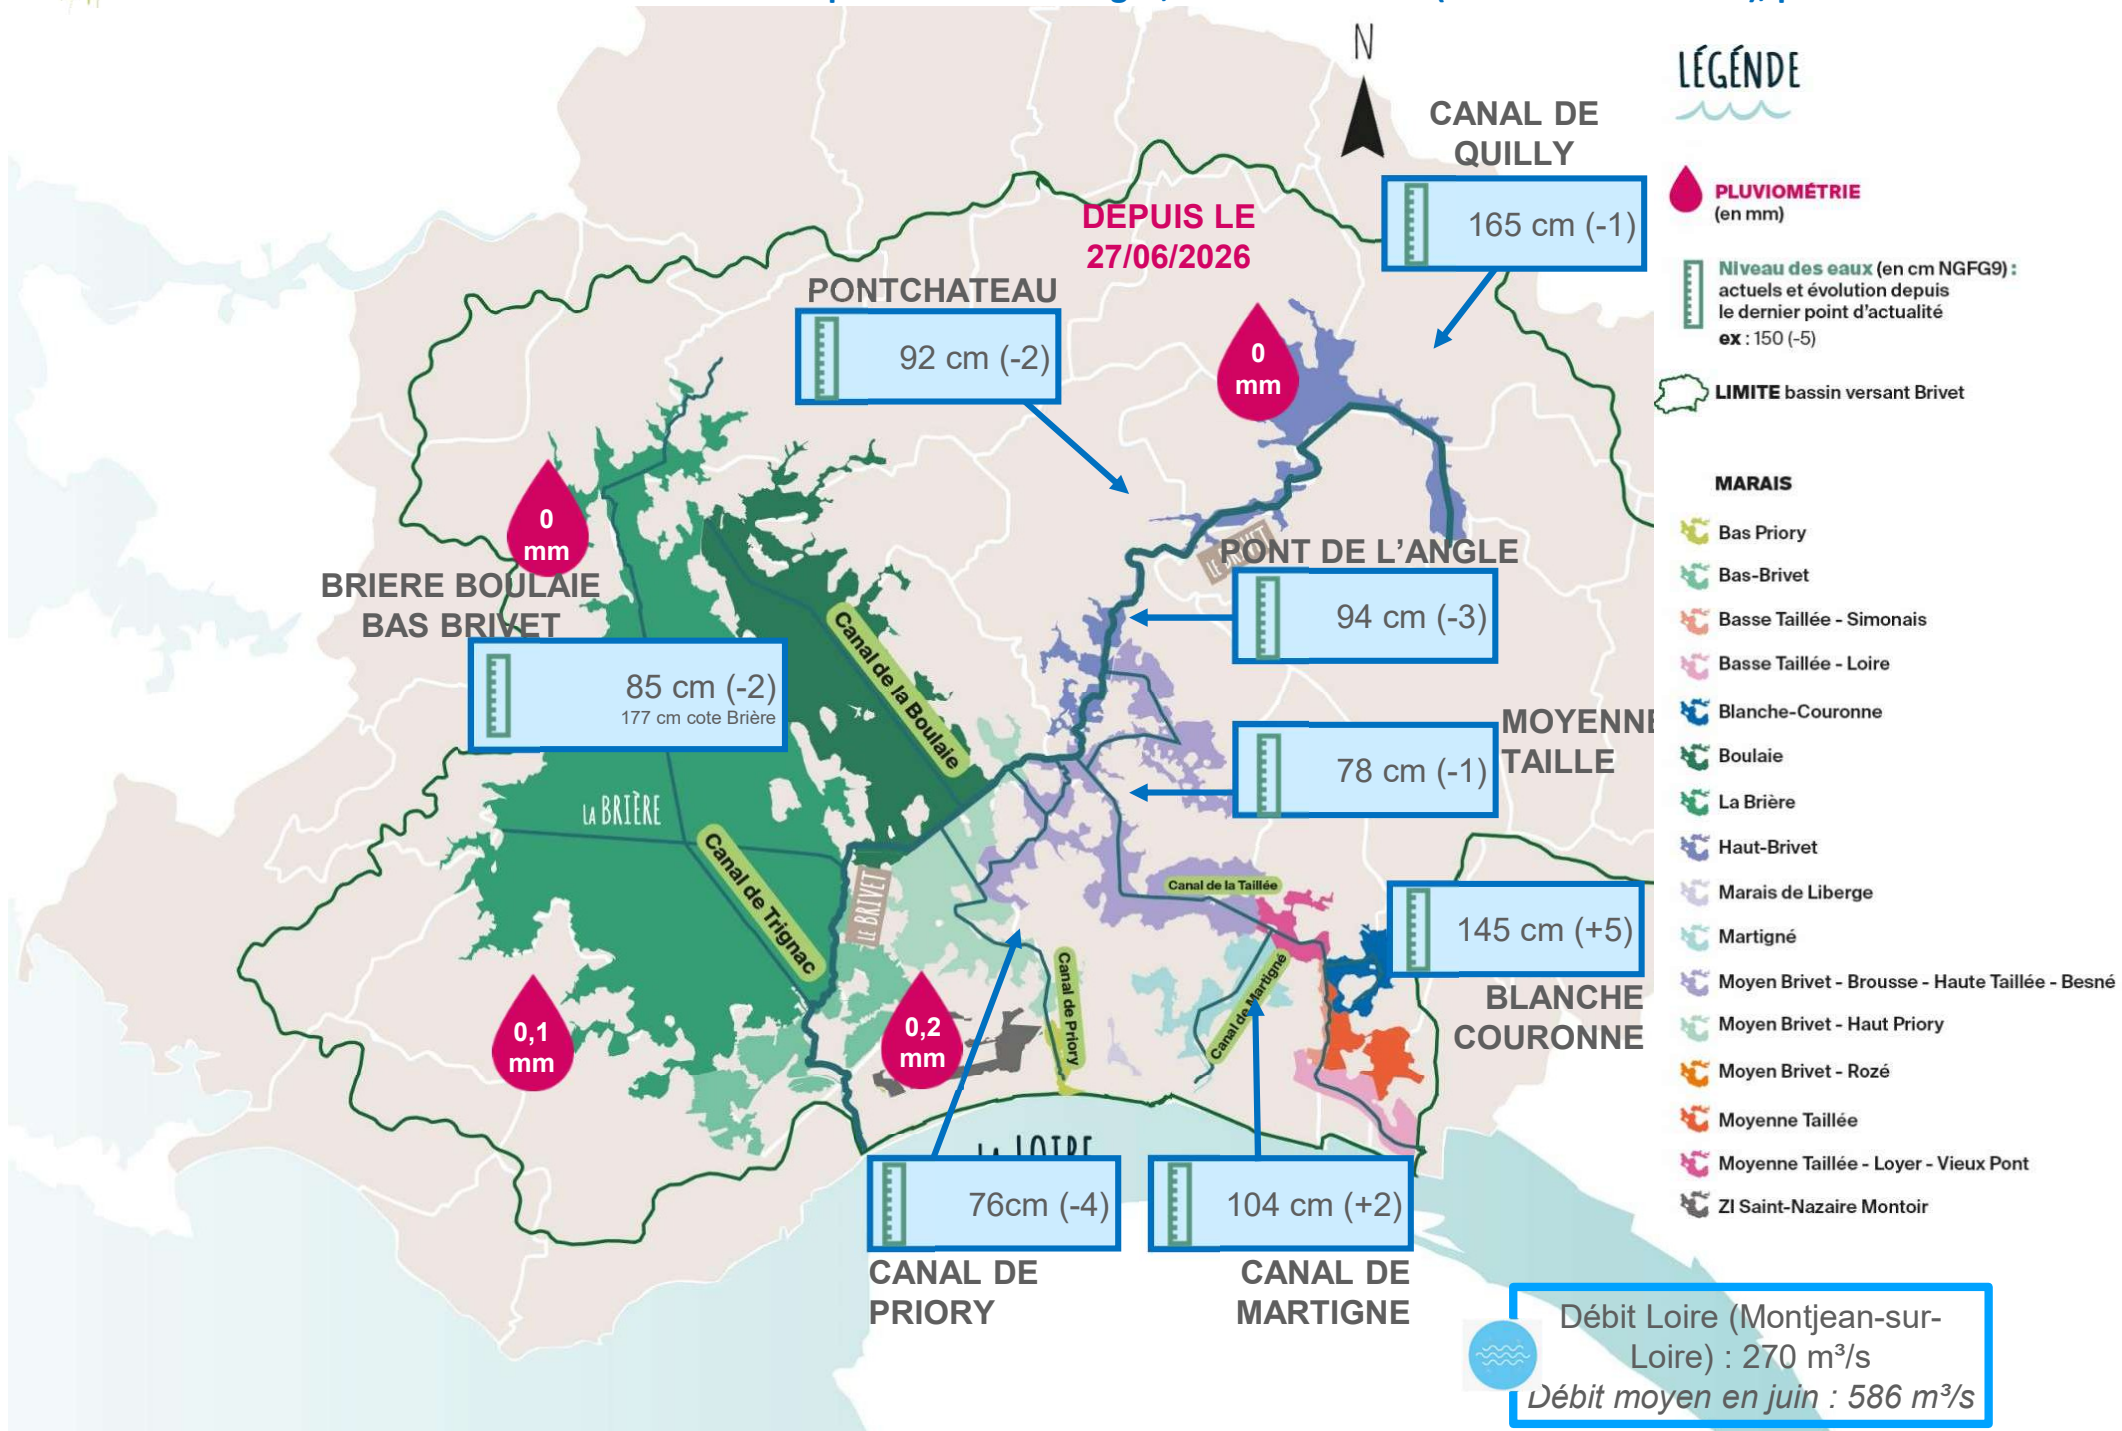 N
LÉGÉNDE
CANAL DE
QUILLY
165 cm (-1)
PLUVIOMÉTRIE
(en mm)
DEPUIS LE
27/06/2026
Niveau des eaux (en cm NGFG9) :
actuels et évolution depuis
le dernier point d'actualité
ex : 150 (-5)
PONTCHATEAU
92 cm (-2)
0
mm
LIMITE bassin versant Brivet
MARAIS
Bas Priory
Bas-Brivet
Basse Taillée - Simonais
Basse Taillée - Loire
Blanche-Couronne
Boulaie
La Brière
Haut-Brivet
Marais de Liberge
Martigné
Moyen Brivet - Brousse - Haute Taillée - Besné
Moyen Brivet - Haut Priory
Moyen Brivet - Rozé
Moyenne Taillée
Moyenne Taillée - Loyer - Vieux Pont
ZI Saint-Nazaire Montoir
0
mm
BRIERE BOULAIE
BAS BRIVET
85 cm (-2)
177 cm cote Brière
LE BRIVET
PONT DE L'ANGLE
94 cm (-3)
Canal de la Boulaie
MOYENNE
TAILLE
78 cm (-1)
LA BRIÈRE
Canal de Trignac
LE BRIVET
Canal de la Taillée
145 cm (+5)
BLANCHE
COURONNE
Canal de Priory
Canal de Martigné
0,1
mm
0,2
mm
LA LOIRE
76cm (-4)
CANAL DE
PRIORY
104 cm (+2)
CANAL DE
MARTIGNE
Débit Loire (Montjean-sur-
Loire) : 270 m³/s
Débit moyen en juin : 586 m³/s